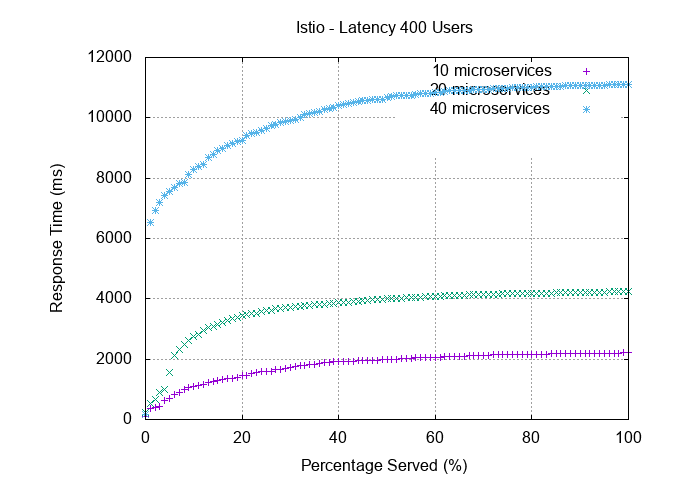 Istio - Latency 400 Users
12000
10000
8000
6000
4000
2000
0
Response Time (ms)
10 microservices
20 microservices
40 microservices
0 20 40 60 80 100
Percentage Served (%)